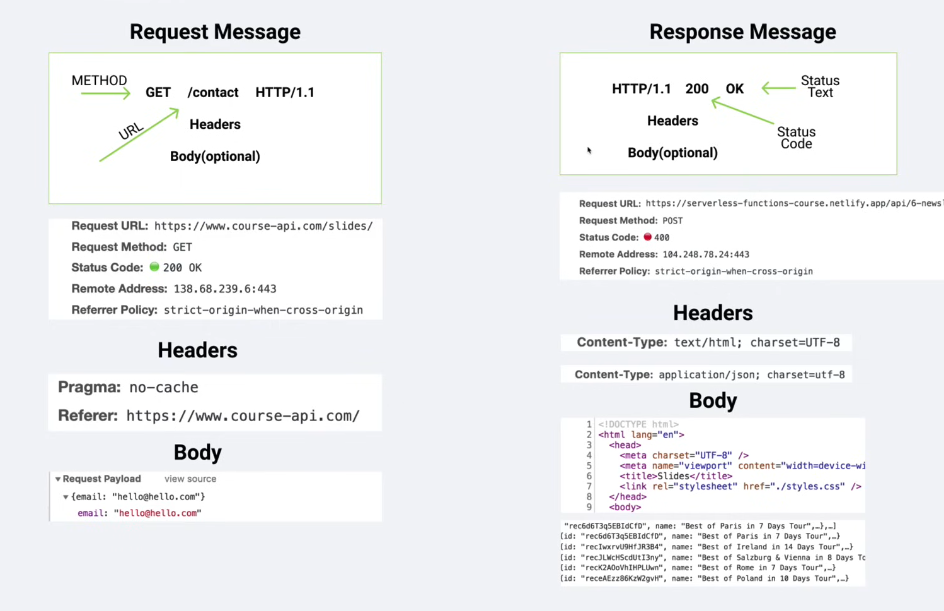 Request Message
METHOD
GET /contact HTTP/1.1
URL
Headers
Body(optional)
Request URL: https://www.course-api.com/slides/
Request Method: GET
Status Code: 200 OK
Remote Address: 138.68.239.6:443
Referrer Policy: strict-origin-when-cross-origin
Headers
Pragma: no-cache
Referer: https://www.course-api.com/
Body
Request Payload view source
{email: "hello@hello.com"}
email: "hello@hello.com"
Response Message
HTTP/1.1 200 OK
Status
Text
Headers
Status
Code
Body(optional)
Request URL: https://serverless-functions-course.netlify.app/api/6-newsl
Request Method: POST
Status Code: 400
Remote Address: 104.248.78.24:443
Referrer Policy: strict-origin-when-cross-origin
Headers
Content-Type: text/html; charset=UTF-8
Content-Type: application/json; charset=utf-8
Body
1 <!DOCTYPE html>
2 <html lang="en">
3 <head>
4 <meta charset="UTF-8" />
5 <meta name="viewport" content="width=device-wi
6 <title>Slides</title>
7 <link rel="stylesheet" href="./styles.css" />
8 </head>
9 <body>
"rec6d6T3q5EBIdCfD", name: "Best of Paris in 7 Days Tour",…},…]
{id: "rec6d6T3q5EBIdCfD", name: "Best of Paris in 7 Days Tour",…}
{id: "recIwxrvU9HfJR3B4", name: "Best of Ireland in 14 Days Tour",…}
{id: "recJLWcHScdUtI3ny", name: "Best of Salzburg & Vienna in 8 Days To
{id: "recK2AOoVhIHPLUwn", name: "Best of Rome in 7 Days Tour",…}
{id: "receAEzz86KzW2gvH", name: "Best of Poland in 10 Days Tour",…}